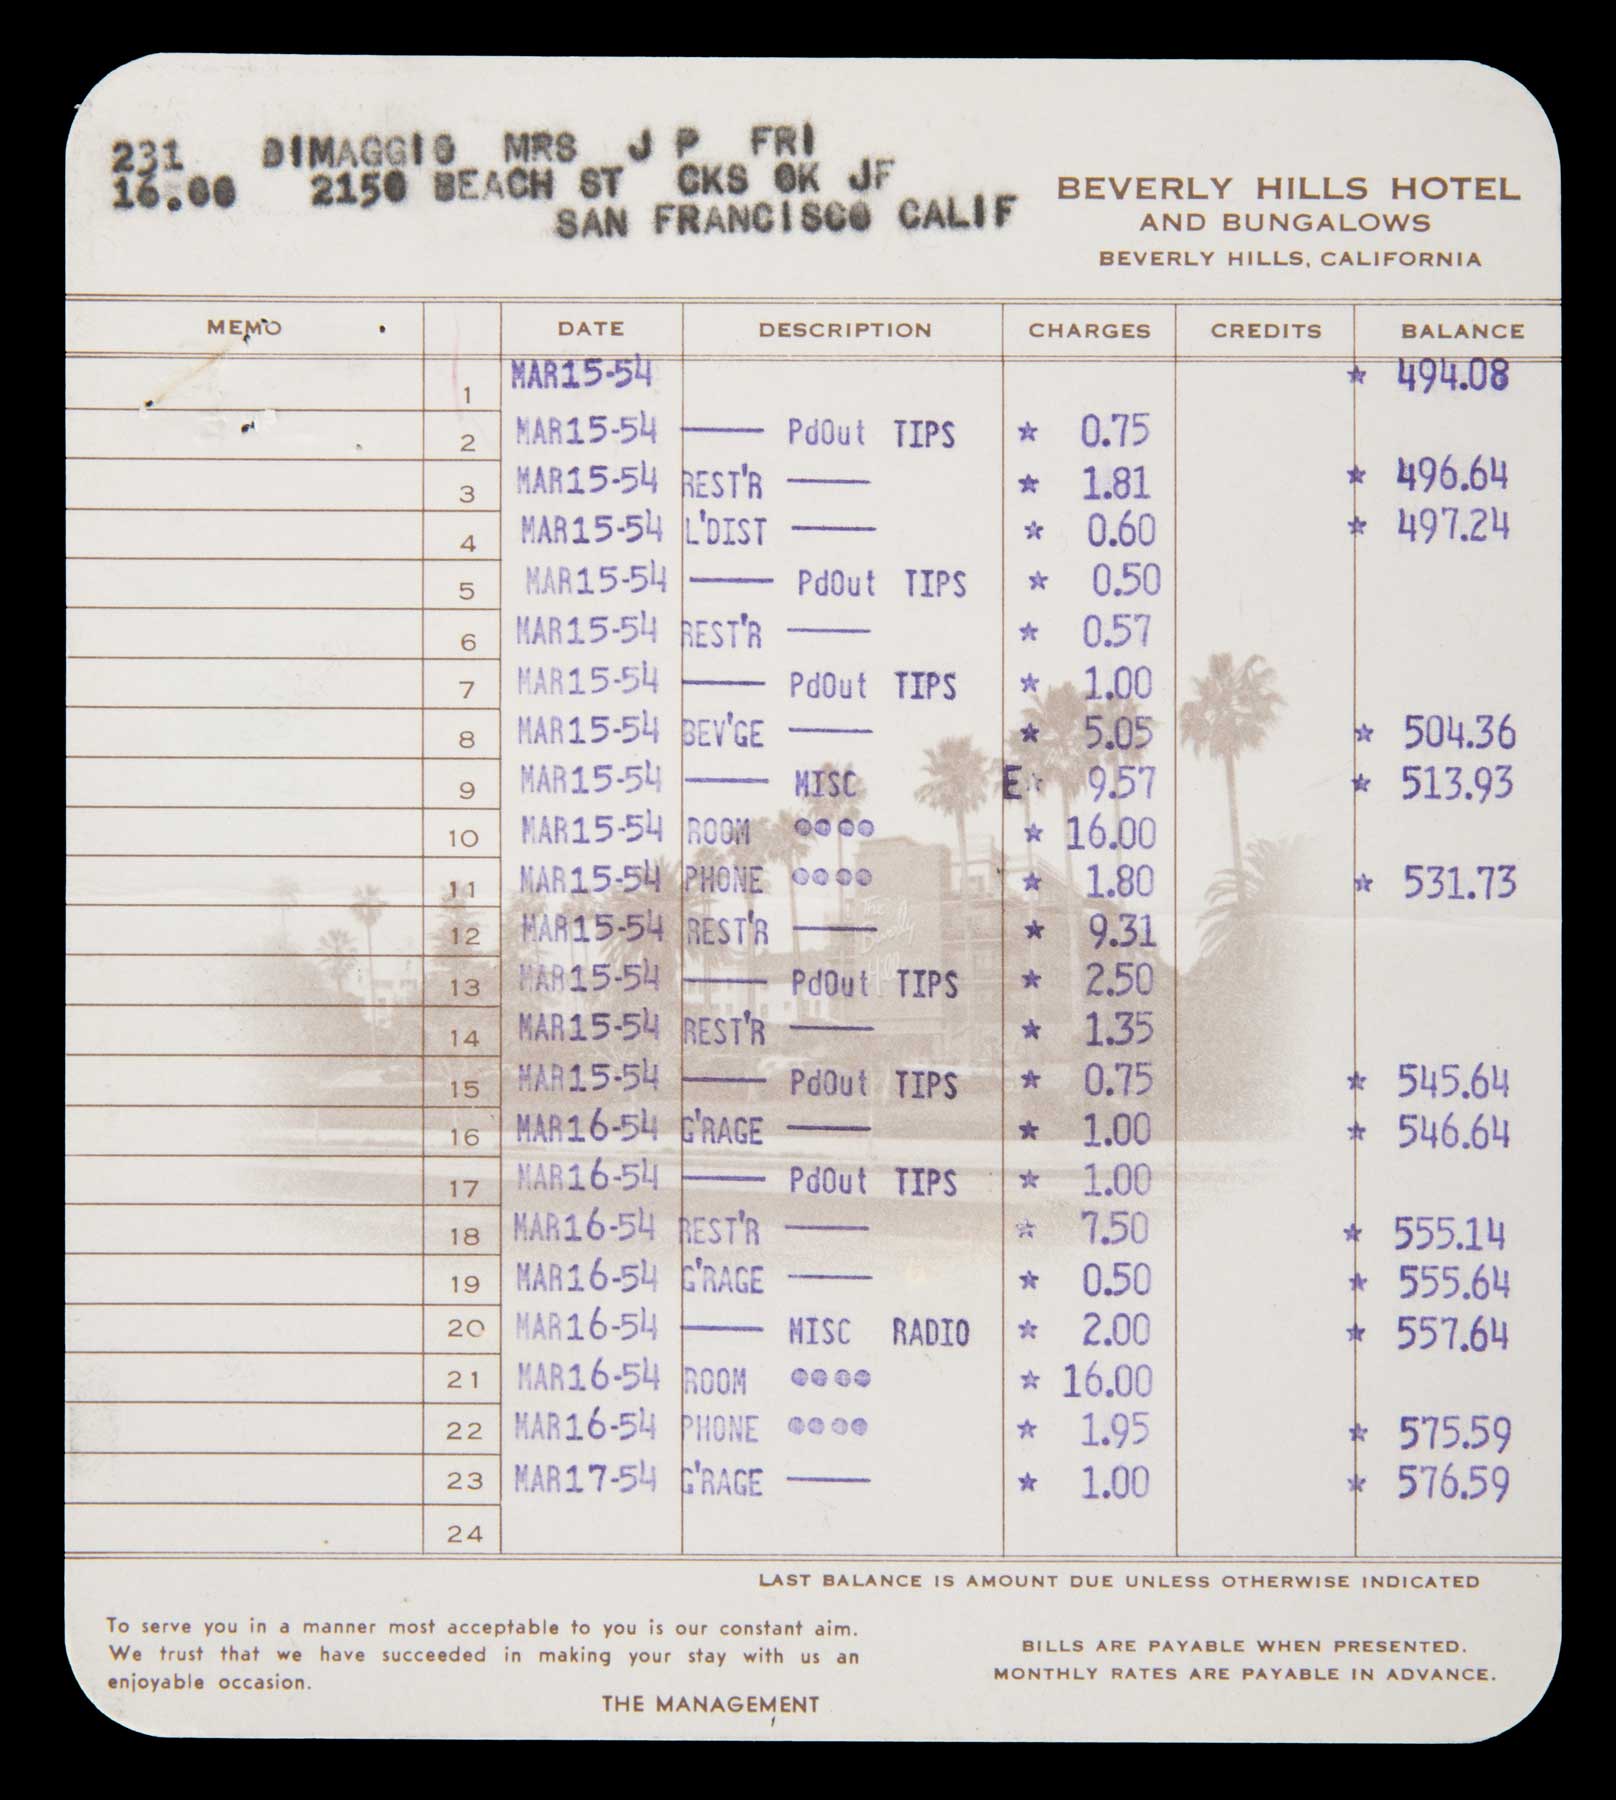 231 DIMAGGIO MRS J P FRI
16.00 2150 BEACH ST CKS OK JF
SAN FRANCISCO CALIF
BEVERLY HILLS HOTEL
AND BUNGALOWS
BEVERLY HILLS, CALIFORNIA
MEMO DATE DESCRIPTION CHARGES CREDITS BALANCE
1 MAR15-54 * 494.08
2 MAR15-54 —— PdOut TIPS * 0.75
3 MAR15-54 REST'R —— * 1.81 * 496.64
4 MAR15-54 L'DIST —— * 0.60 * 497.24
5 MAR15-54 —— PdOut TIPS * 0.50
6 MAR15-54 REST'R —— * 0.57
7 MAR15-54 —— PdOut TIPS * 1.00
8 MAR15-54 BEV'GE —— * 5.05 * 504.36
9 MAR15-54 —— MISC E* 9.57 * 513.93
10 MAR15-54 ROOM ●●●● * 16.00
11 MAR15-54 PHONE ●●●● * 1.80 * 531.73
12 MAR15-54 REST'R —— * 9.31
13 MAR15-54 —— PdOut TIPS * 2.50
14 MAR15-54 REST'R —— * 1.35
15 MAR15-54 —— PdOut TIPS * 0.75 * 545.64
16 MAR16-54 G'RAGE —— * 1.00 * 546.64
17 MAR16-54 —— PdOut TIPS * 1.00
18 MAR16-54 REST'R —— * 7.50 * 555.14
19 MAR16-54 G'RAGE —— * 0.50 * 555.64
20 MAR16-54 —— MISC RADIO * 2.00 * 557.64
21 MAR16-54 ROOM ●●●● * 16.00
22 MAR16-54 PHONE ●●●● * 1.95 * 575.59
23 MAR17-54 G'RAGE —— * 1.00 * 576.59
24
The
Beverly
Hills
LAST BALANCE IS AMOUNT DUE UNLESS OTHERWISE INDICATED
To serve you in a manner most acceptable to you is our constant aim.
We trust that we have succeeded in making your stay with us an
enjoyable occasion.
THE MANAGEMENT
BILLS ARE PAYABLE WHEN PRESENTED.
MONTHLY RATES ARE PAYABLE IN ADVANCE.